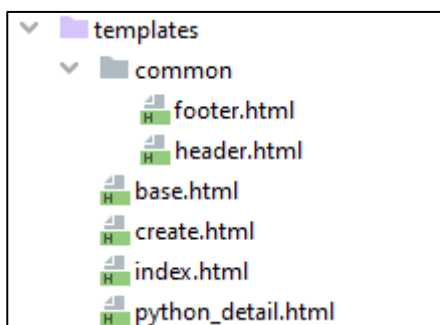 templates
common
footer.html
header.html
base.html
create.html
index.html
python_detail.html